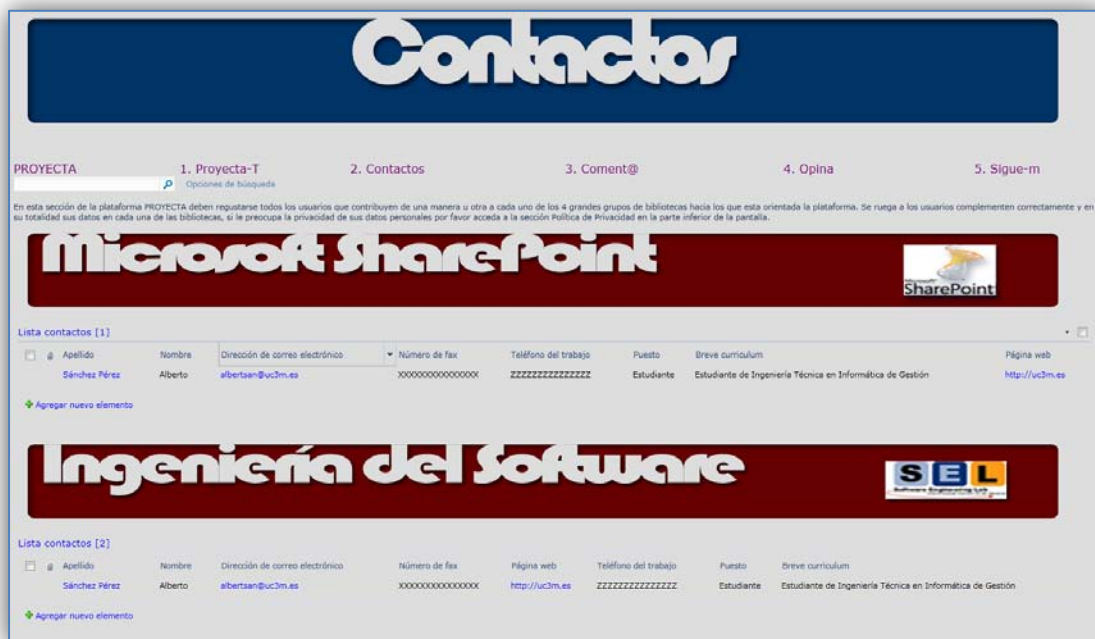 Contactos
PROYECTA 1. Proyecta-T 2. Contactos 3. Coment@ 4. Opina 5. Sigue-m
Opciones de búsqueda
En esta sección de la plataforma PROYECTA deben regustarse todos los usuarios que contribuyen de una manera u otra a cada uno de los 4 grandes grupos de bibliotecas hacia los que esta orientada la plataforma. Se ruega a los usuarios complementen correctamente y en
su totalidad sus datos en cada una de las bibliotecas, si le preocupa la privacidad de sus datos personales por favor acceda a la sección Política de Privacidad en la parte inferior de la pantalla.
Microsoft SharePoint
Microsoft
SharePoint
Lista contactos [1]
Apellido Nombre Dirección de correo electrónico Número de fax Teléfono del trabajo Puesto Breve curriculum Página web
Sánchez Pérez Alberto albertsan@uc3m.es XXXXXXXXXXXXXXX ZZZZZZZZZZZZZZZ Estudiante Estudiante de Ingeniería Técnica en Informática de Gestión http://uc3m.es
Agregar nuevo elemento
Ingeniería del Software
SEL
Software Engineering Lab
Lista contactos [2]
Apellido Nombre Dirección de correo electrónico Número de fax Página web Teléfono del trabajo Puesto Breve curriculum
Sánchez Pérez Alberto albertsan@uc3m.es XXXXXXXXXXXXXXX http://uc3m.es ZZZZZZZZZZZZZZZ Estudiante Estudiante de Ingeniería Técnica en Informática de Gestión
Agregar nuevo elemento